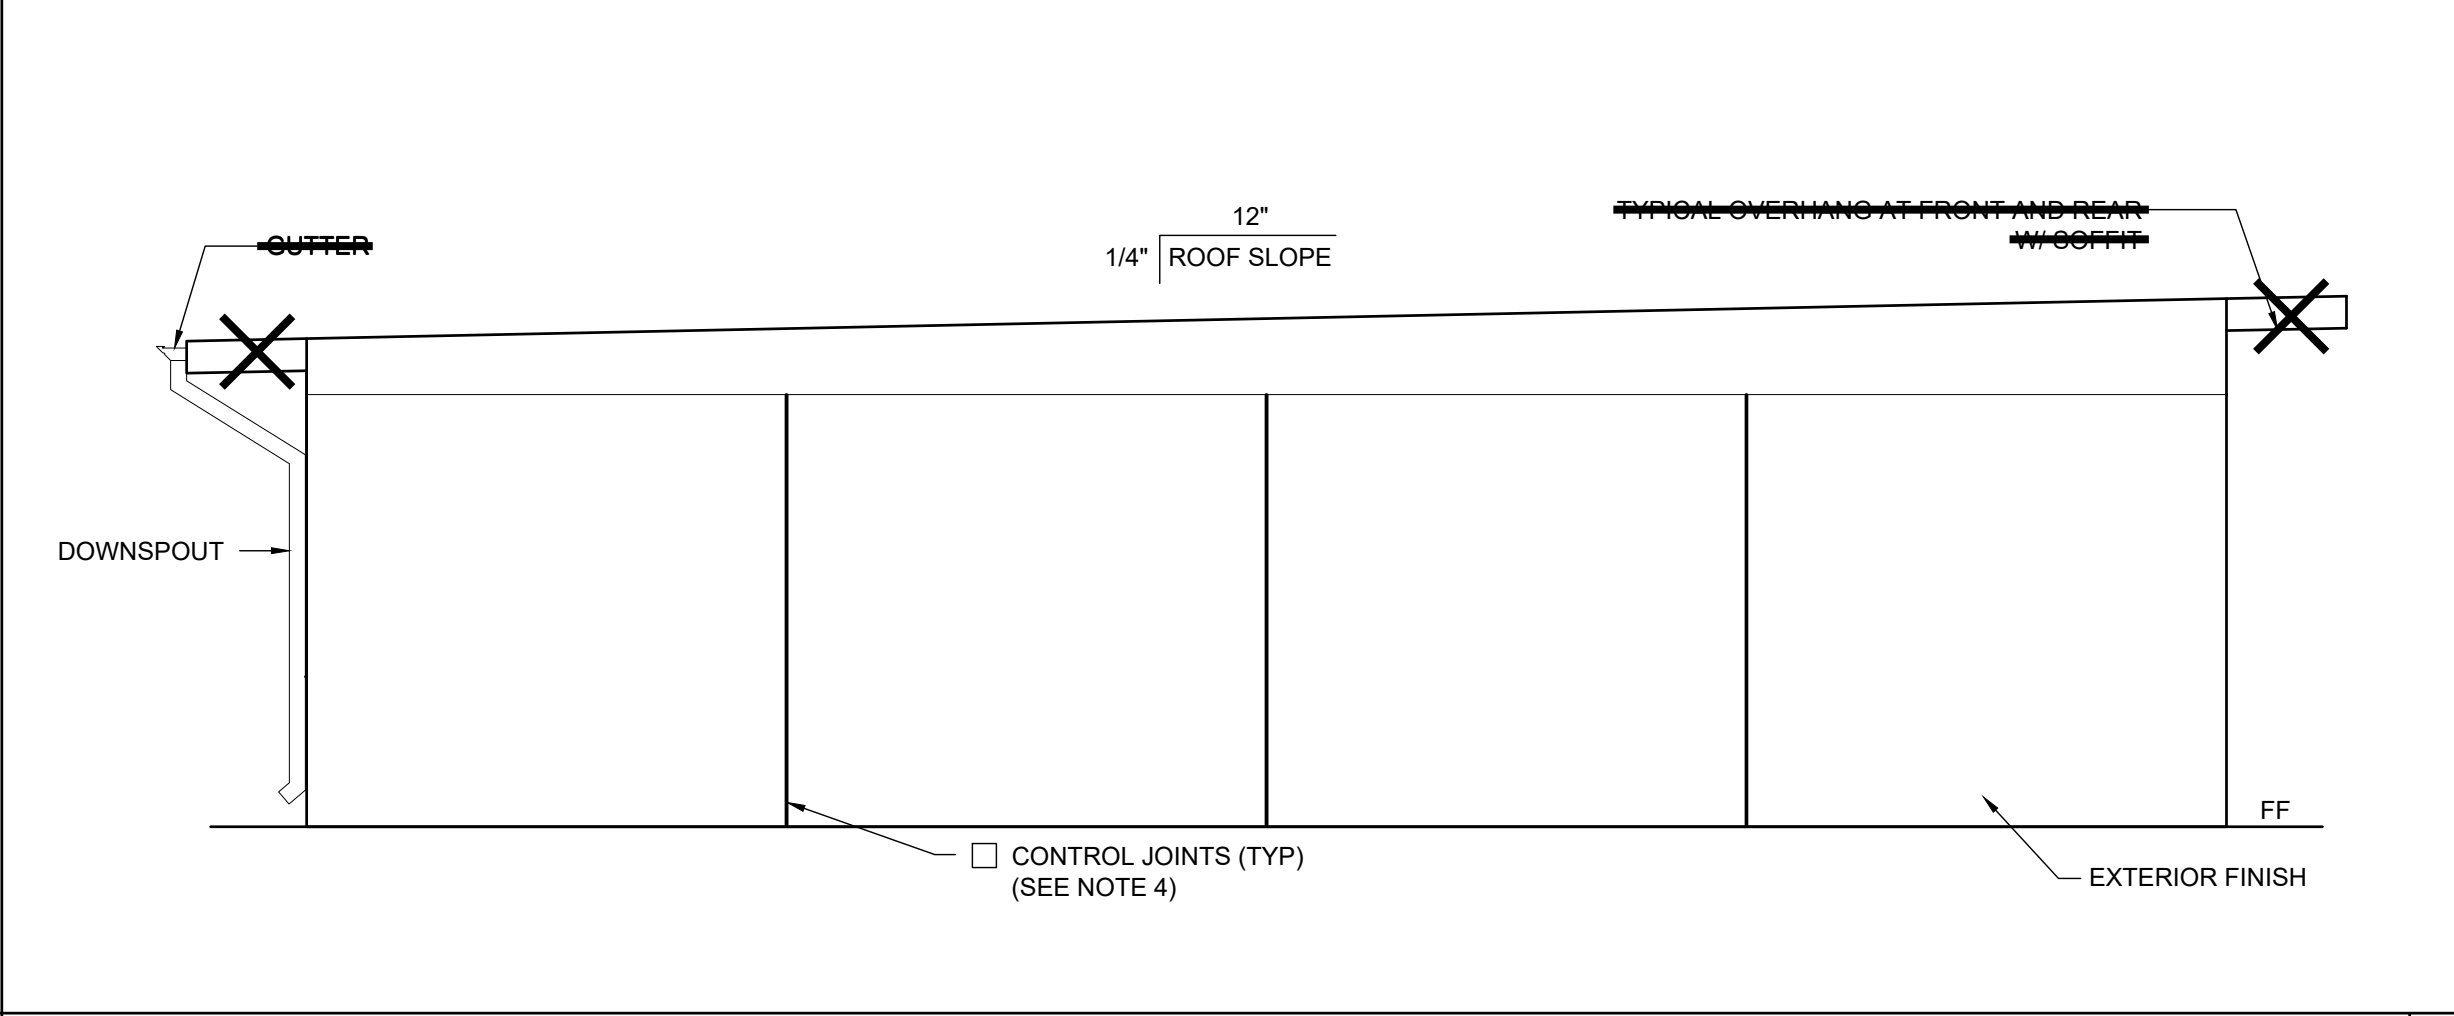 12"
TYPICAL OVERHANG AT FRONT AND REAR
W/ SOFFIT
GUTTER
1/4" ROOF SLOPE
DOWNSPOUT
FF
CONTROL JOINTS (TYP)
(SEE NOTE 4)
EXTERIOR FINISH